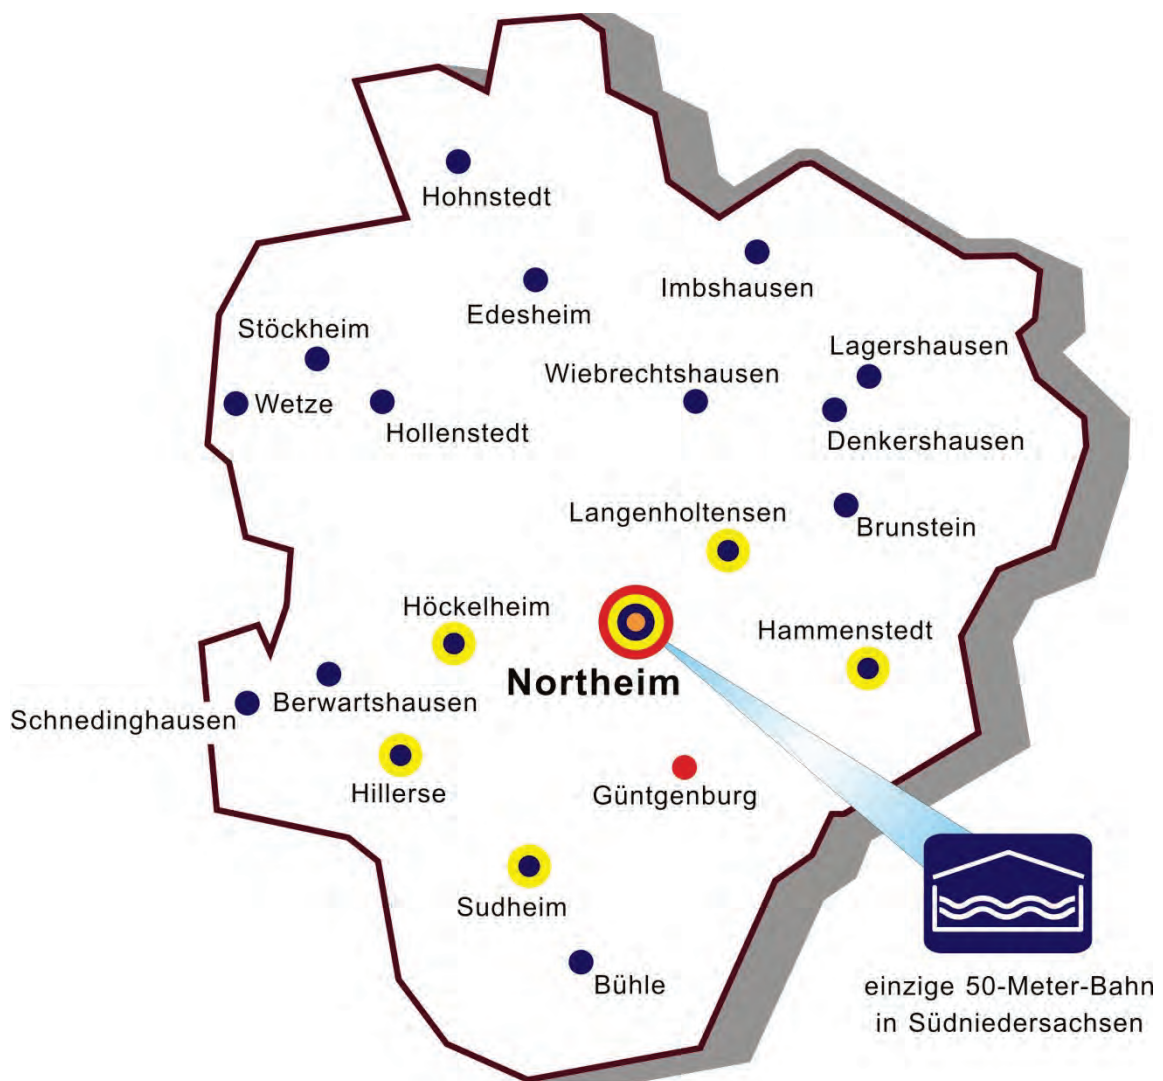 Hohnstedt
Imbshausen
Edesheim
Stöckheim
Lagershausen
Wiebrechtshausen
Wetze
Hollenstedt
Denkershausen
Langenholtensen
Brunstein
Höckelheim
Hammenstedt
Northeim
Berwartshausen
Schnedinghausen
Hillerse
Güntgenburg
Sudheim
Bühle
einzige 50-Meter-Bahn
in Südniedersachsen